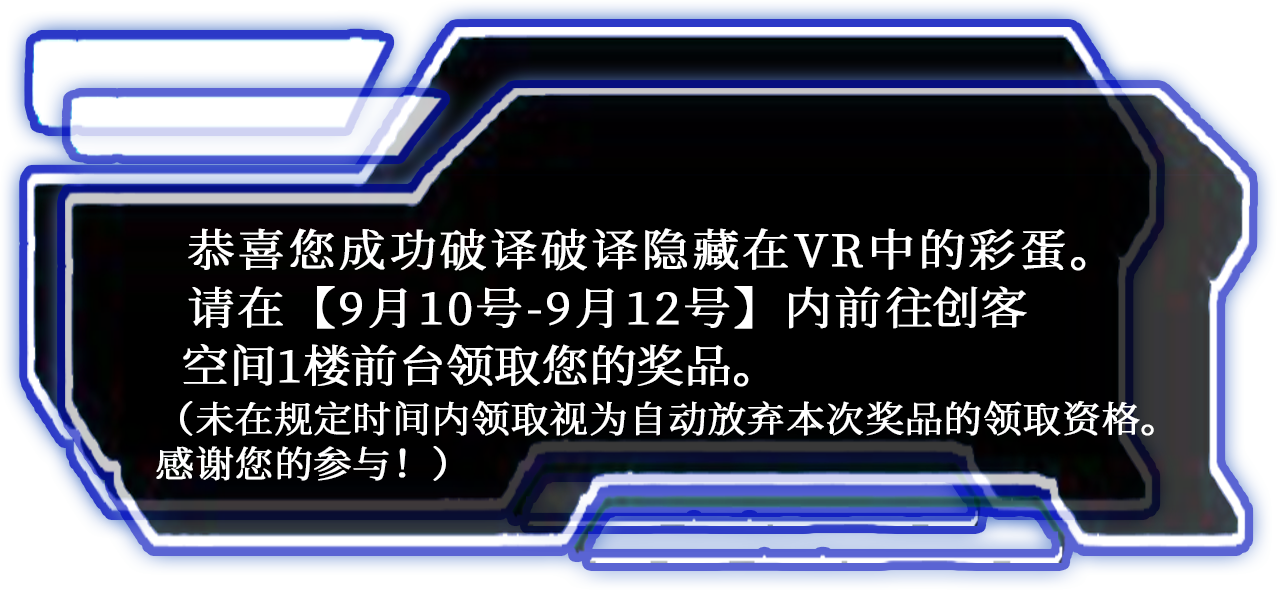 恭喜您成功破译破译隐藏在VR中的彩蛋。
请在【9月10号-9月12号】内前往创客
空间1楼前台领取您的奖品。
（未在规定时间内领取视为自动放弃本次奖品的领取资格。
感谢您的参与！）